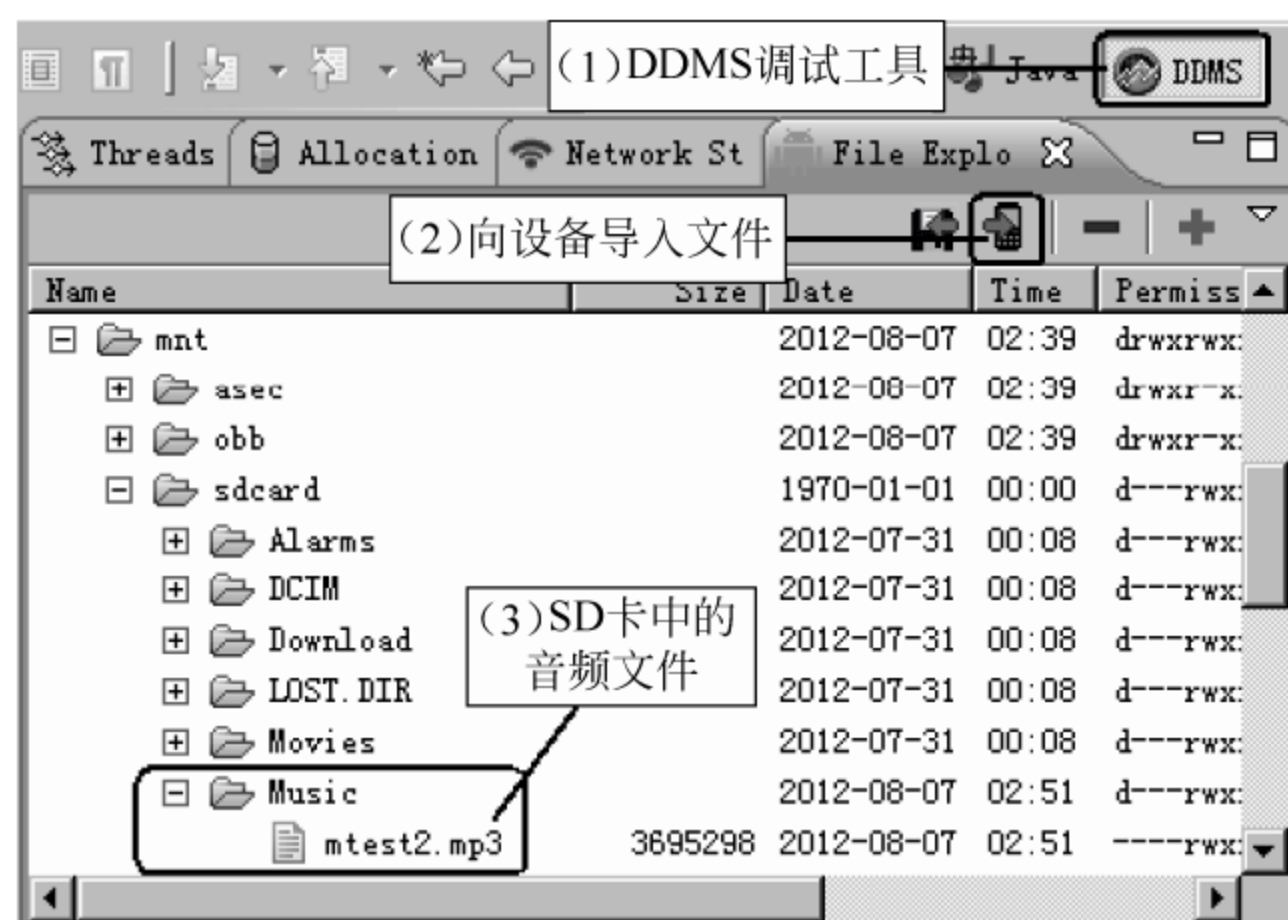 (1)DDMS调试工具 Java DDMS
Threads Allocation Network St File Explo
(2)向设备导入文件
Name Size Date Time Permiss
mnt 2012-08-07 02:39 drwxrwx
asec 2012-08-07 02:39 drwxr-x
obb 2012-08-07 02:39 drwxr-x
sdcard 1970-01-01 00:00 d---rwx
Alarms 2012-07-31 00:08 d---rwx
DCIM 2012-07-31 00:08 d---rwx
(3)SD卡中的
音频文件
Download 2012-07-31 00:08 d---rwx
LOST.DIR 2012-07-31 00:08 d---rwx
Movies 2012-07-31 00:08 d---rwx
Music 2012-08-07 02:51 d---rwx
mtest2.mp3 3695298 2012-08-07 02:51 ----rwx